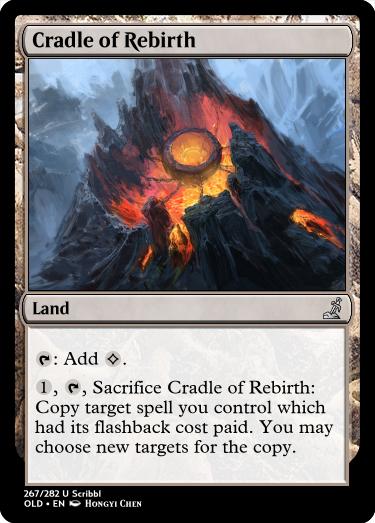 Cradle of Rebirth
Land
: Add .
1, , Sacrifice Cradle of Rebirth:
Copy target spell you control which
had its flashback cost paid. You may
choose new targets for the copy.
267/282 U Scribbl
OLD • EN Hongyi Chen